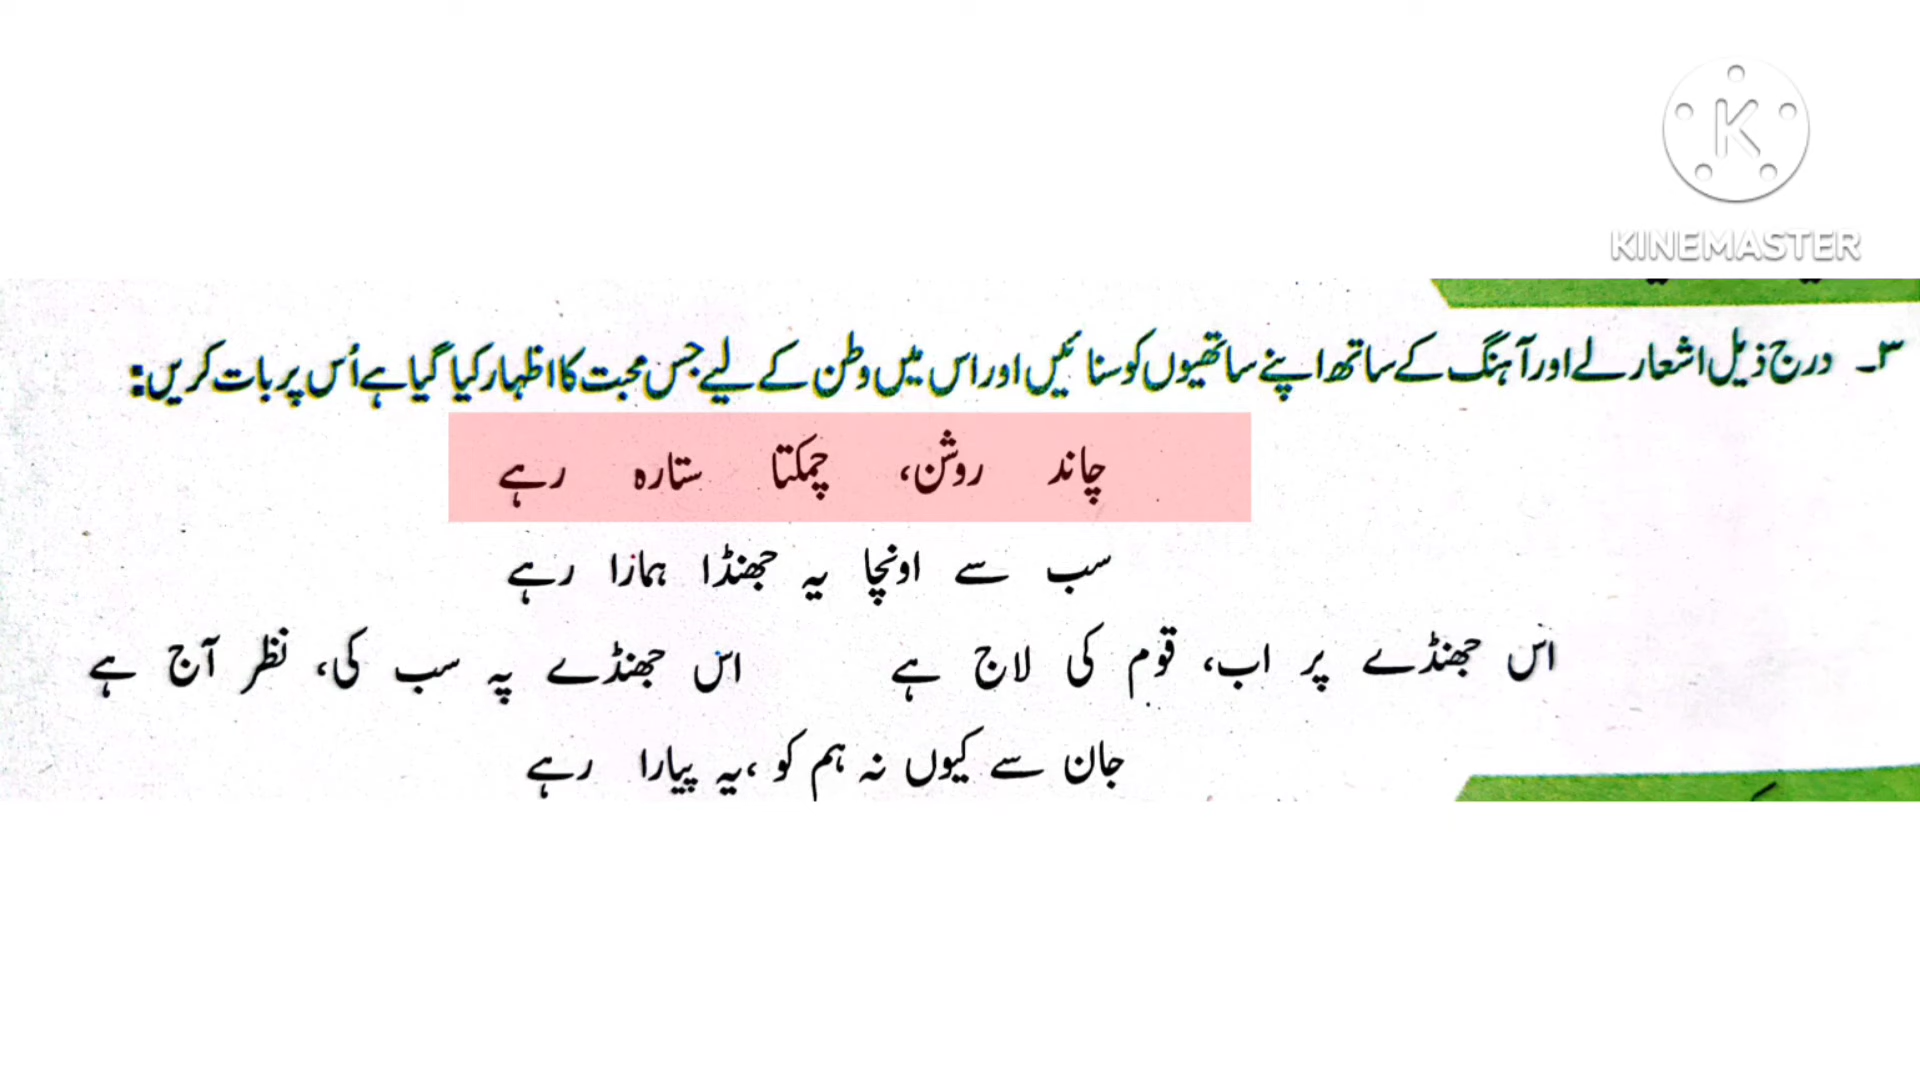 KINEMASTER
۳۔ درج ذیل اشعار لے اور آہنگ کے ساتھ اپنے ساتھیوں کو سنائیں اور اس میں وطن کے لیے جس محبت کا اظہار کیا گیا ہے اُس پر بات کریں:
چاند روشن، چمکتا ستارہ رہے
سب سے اونچا یہ جھنڈا ہمارا رہے
اس جھنڈے پر اب، قوم کی لاج ہے اس جھنڈے پہ سب کی، نظر آج ہے
جان سے کیوں نہ ہم کو، یہ پیارا رہے